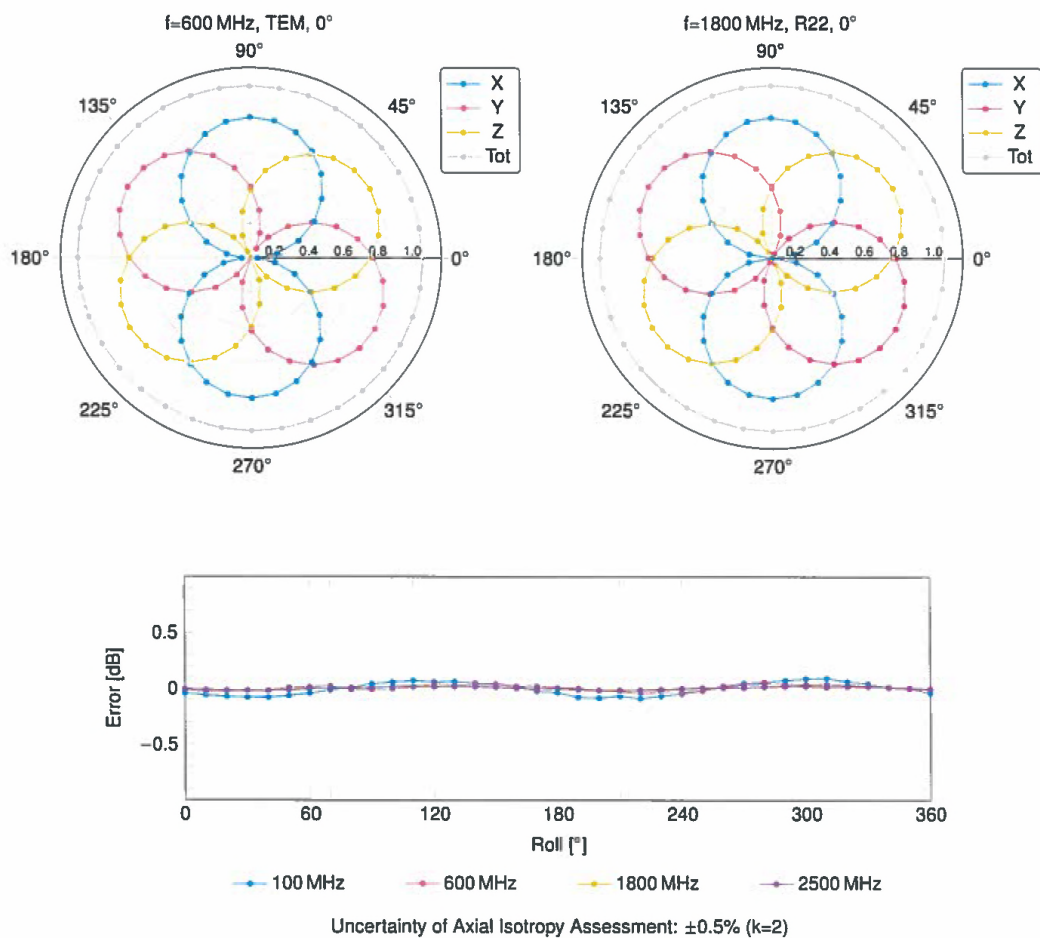 f=600 MHz, TEM, 0°
f=1800 MHz, R22, 0°
90°
90°
X
Y
Z
Tot
X
Y
Z
Tot
135°
45°
135°
45°
180°
0.2 0.4 0.6 0.8 1.0
0°
180°
0.2 0.4 0.6 0.8 1.0
0°
225°
315°
225°
315°
270°
270°
0.5
0
−0.5
Error [dB]
0 60 120 180 240 300 360
Roll [°]
100 MHz 600 MHz 1800 MHz 2500 MHz
Uncertainty of Axial Isotropy Assessment: ±0.5% (k=2)